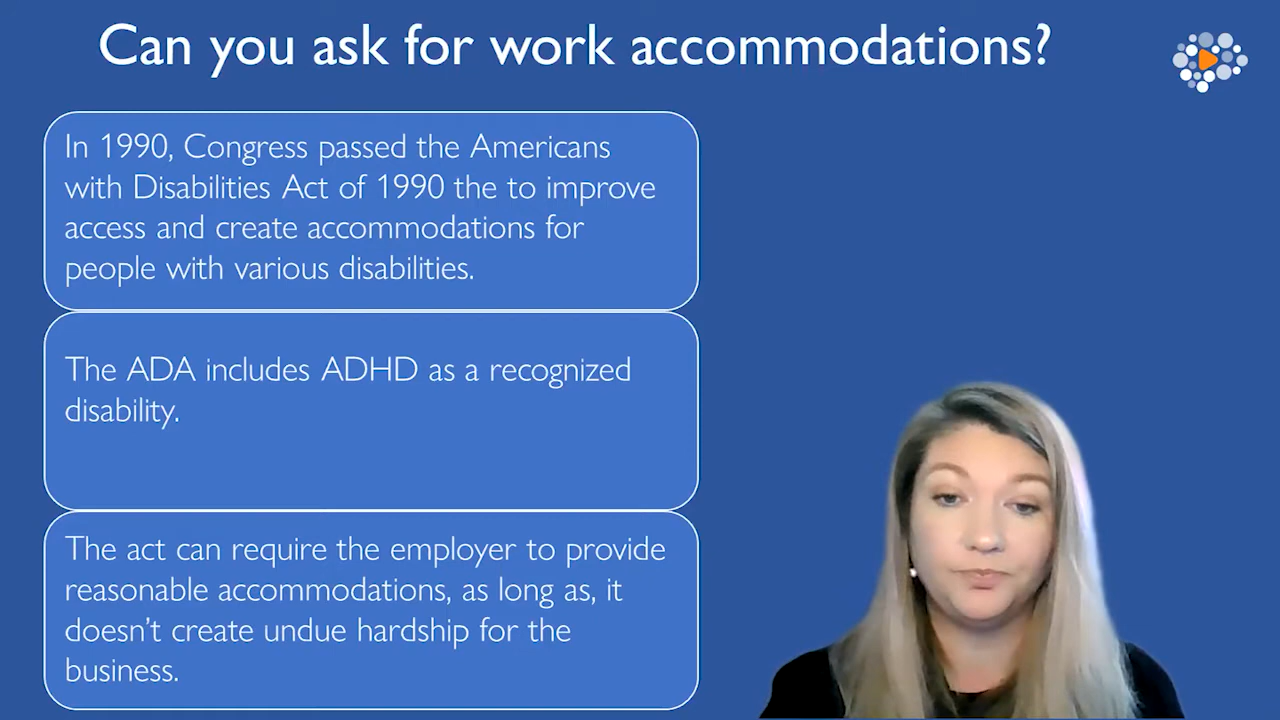 Can you ask for work accommodations?
In 1990, Congress passed the Americans
with Disabilities Act of 1990 the to improve
access and create accommodations for
people with various disabilities.
The ADA includes ADHD as a recognized
disability.
The act can require the employer to provide
reasonable accommodations, as long as, it
doesn't create undue hardship for the
business.